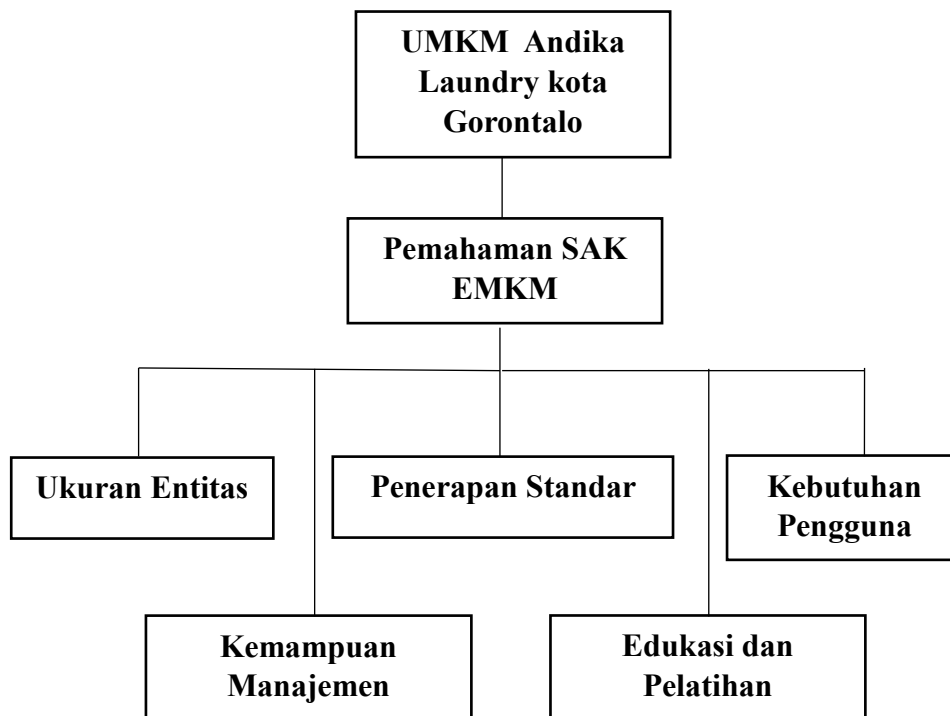 UMKM  Andika
Laundry kota
Gorontalo
Pemahaman SAK
EMKM
Ukuran Entitas
Penerapan Standar
Kebutuhan
Pengguna
Kemampuan
Manajemen
Edukasi dan
Pelatihan